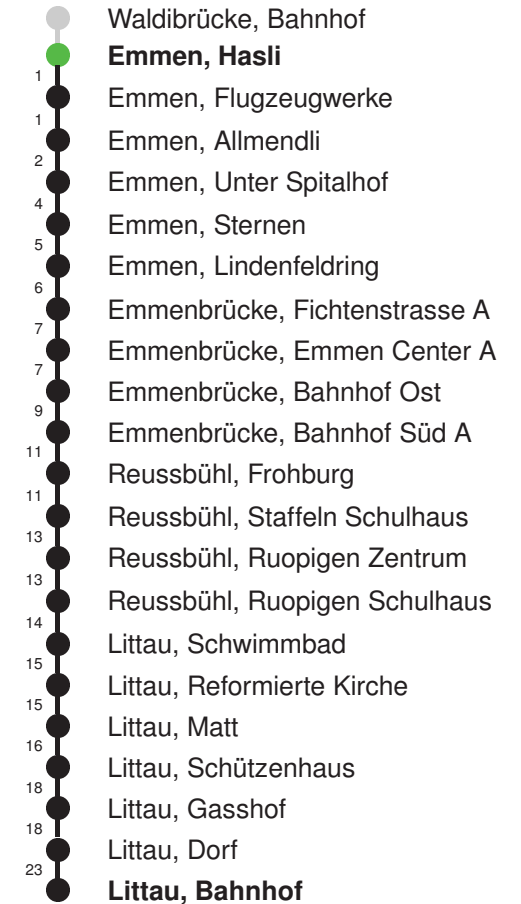 Waldibrücke, Bahnhof
Emmen, Hasli
1
Emmen, Flugzeugwerke
1
Emmen, Allmendli
2
Emmen, Unter Spitalhof
4
Emmen, Sternen
5
Emmen, Lindenfeldring
6
Emmenbrücke, Fichtenstrasse A
7
Emmenbrücke, Emmen Center A
7
Emmenbrücke, Bahnhof Ost
9
Emmenbrücke, Bahnhof Süd A
11
Reussbühl, Frohburg
11
Reussbühl, Staffeln Schulhaus
13
Reussbühl, Ruopigen Zentrum
13
Reussbühl, Ruopigen Schulhaus
14
Littau, Schwimmbad
15
Littau, Reformierte Kirche
15
Littau, Matt
16
Littau, Schützenhaus
18
Littau, Gasshof
18
Littau, Dorf
23
Littau, Bahnhof